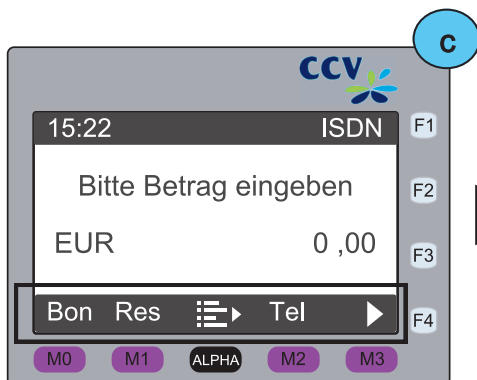 c
CCV
15:22 ISDN F1
Bitte Betrag eingeben F2
EUR 0 ,00 F3
Bon Res Tel F4
M0 M1 ALPHA M2 M3